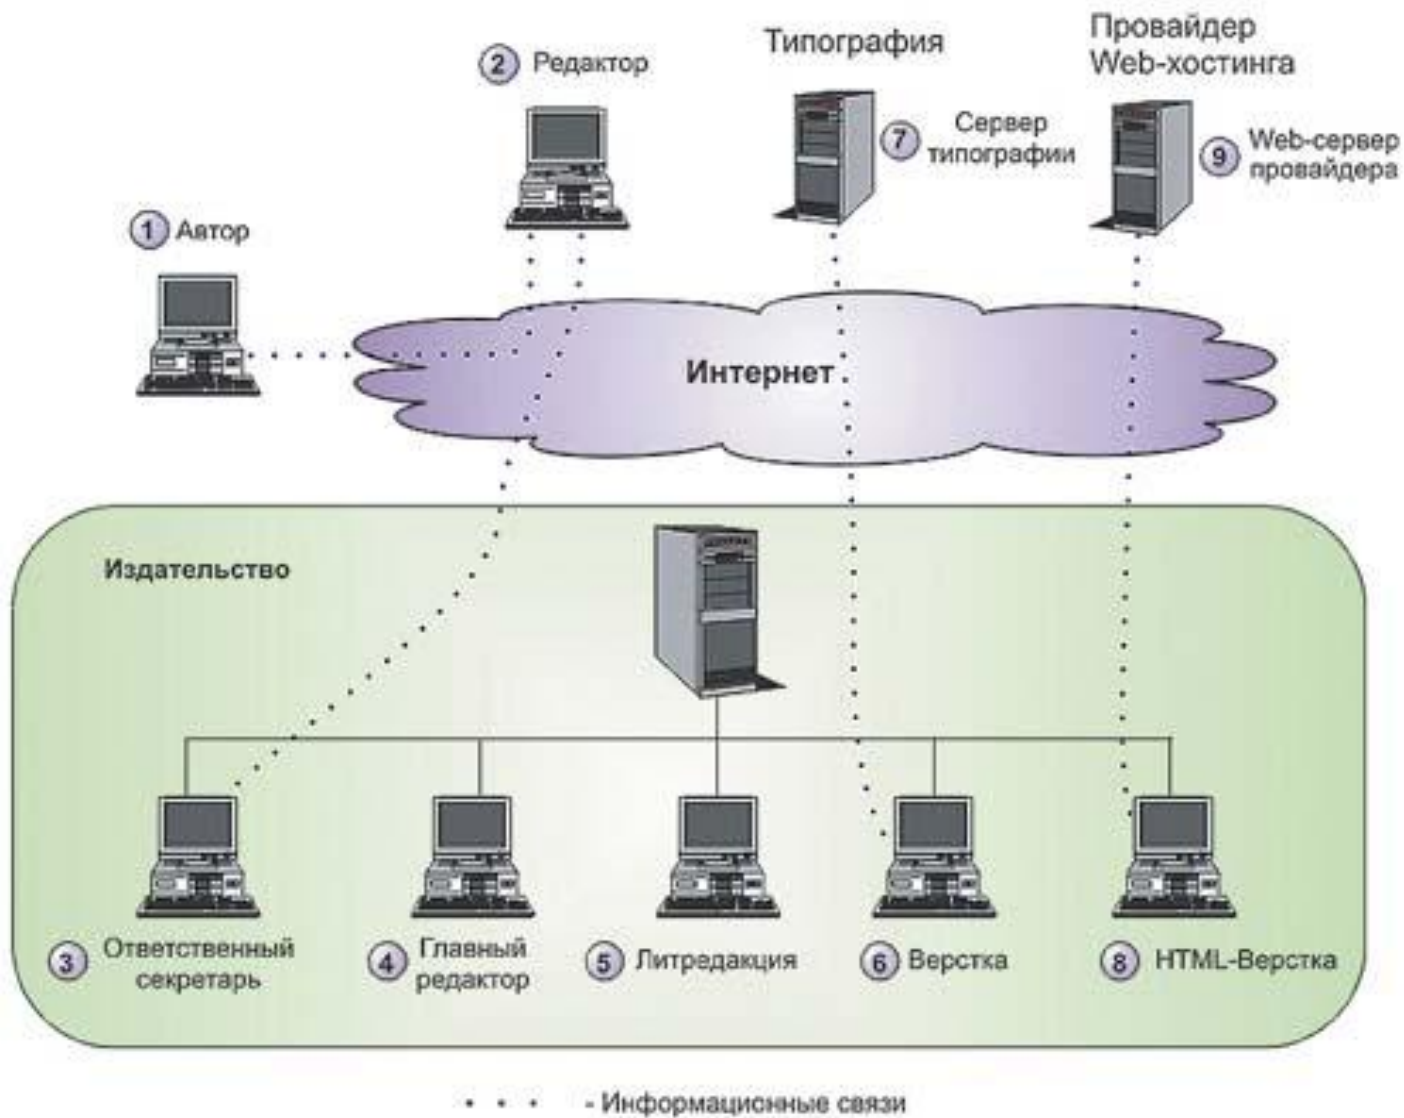 Типография
Провайдер
Web-хостинга
2 Редактор
7 Сервер
типографии
9 Web-сервер
провайдера
1 Автор
Интернет
Издательство
3 Ответственный
секретарь
4 Главный
редактор
5 Литредакция
6 Верстка
8 HTML-Верстка
- Информационные связи